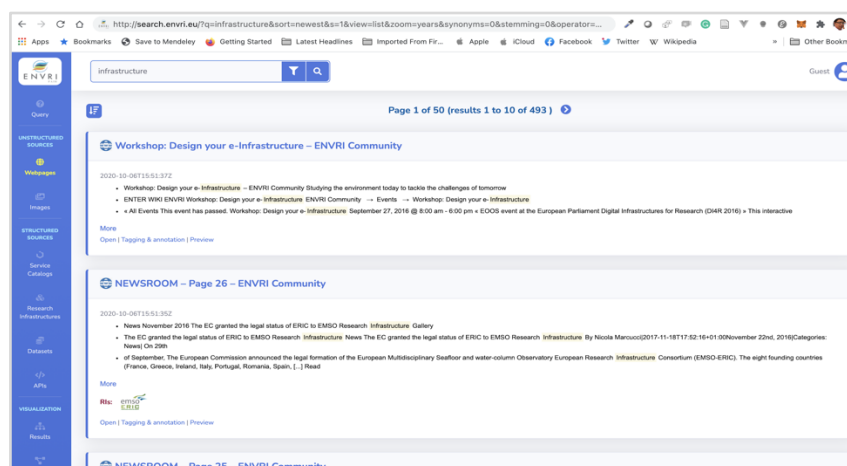 http://search.envri.eu/?q=infrastructure&sort=newest&s=1&view=list&zoom=years&synonyms=0&stemming=0&operator=...
Apps Bookmarks Save to Mendeley Getting Started Latest Headlines Imported From Fir... Apple iCloud Facebook Twitter Wikipedia » Other Bookm
ENVRI
infrastructure
Guest
Query
Page 1 of 50 (results 1 to 10 of 493 )
UNSTRUCTURED SOURCES
Webpages
Images
STRUCTURED SOURCES
Service Catalogs
Research Infrastructures
Datasets
APIs
VISUALIZATION
Results
Workshop: Design your e-Infrastructure – ENVRI Community
2020-10-06T15:51:37Z
• Workshop: Design your e- Infrastructure – ENVRI Community Studying the environment today to tackle the challenges of tomorrow
• ENTER WIKI ENVRI Workshop: Design your e- Infrastructure ENVRI Community → Events → Workshop: Design your e- Infrastructure
• « All Events This event has passed. Workshop: Design your e- Infrastructure September 27, 2016 @ 8:00 am - 6:00 pm « EOOS event at the European Parliament Digital Infrastructures for Research (DI4R 2016) » This interactive
More
Open | Tagging & annotation | Preview
NEWSROOM – Page 26 – ENVRI Community
2020-10-06T15:51:35Z
• News November 2016 The EC granted the legal status of ERIC to EMSO Research Infrastructure Gallery
• The EC granted the legal status of ERIC to EMSO Research Infrastructure News The EC granted the legal status of ERIC to EMSO Research Infrastructure By Nicola Marcucci|2017-11-18T17:52:16+01:00November 22nd, 2016|Categories:
News| On 29th
• of September, The European Commission announced the legal formation of the European Multidisciplinary Seafloor and water-column Observatory European Research Infrastructure Consortium (EMSO-ERIC). The eight founding countries
(France, Greece, Ireland, Italy, Portugal, Romania, Spain, [...] Read
More
RIs: emso ERIC
Open | Tagging & annotation | Preview
NEWSROOM – Page 25 – ENVRI Community